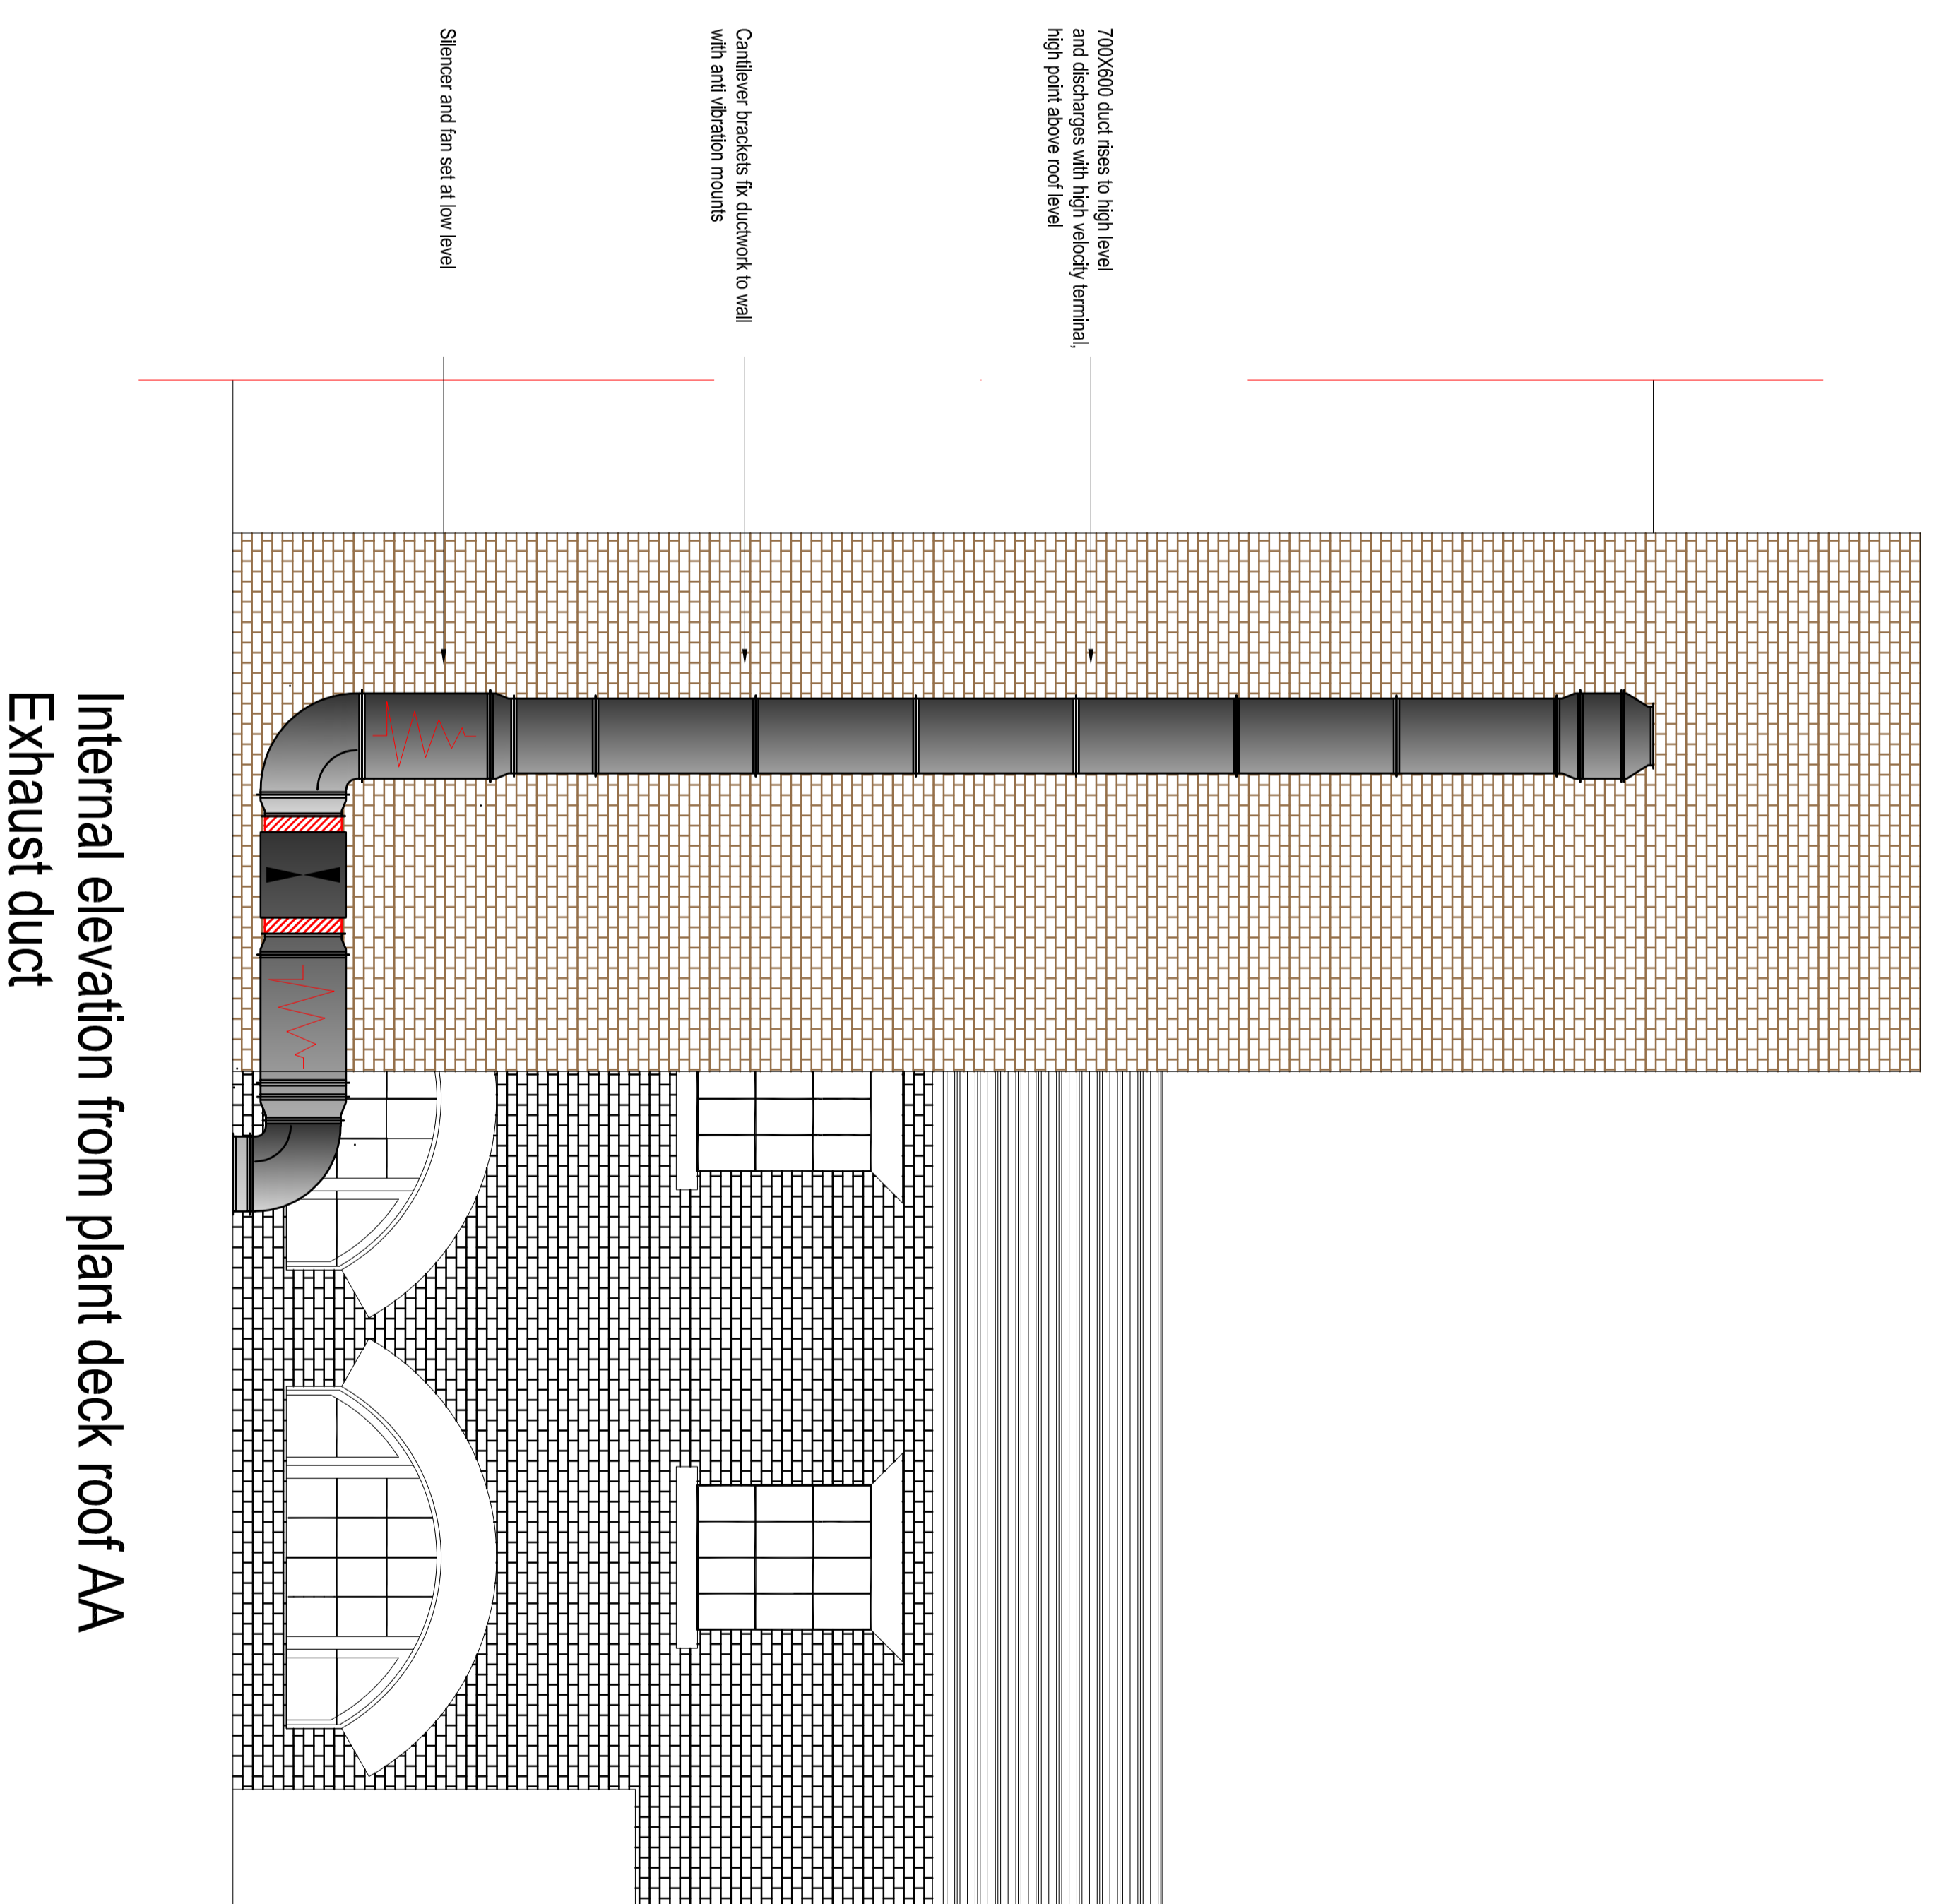 700X600 duct rises to high level
and discharges with high velocity terminal,
high point above roof level
Cantilever brackets fix ductwork to wall
with anti vibration mounts
Silencer and fan set at low level
Internal elevation from plant deck roof AA
Exhaust duct